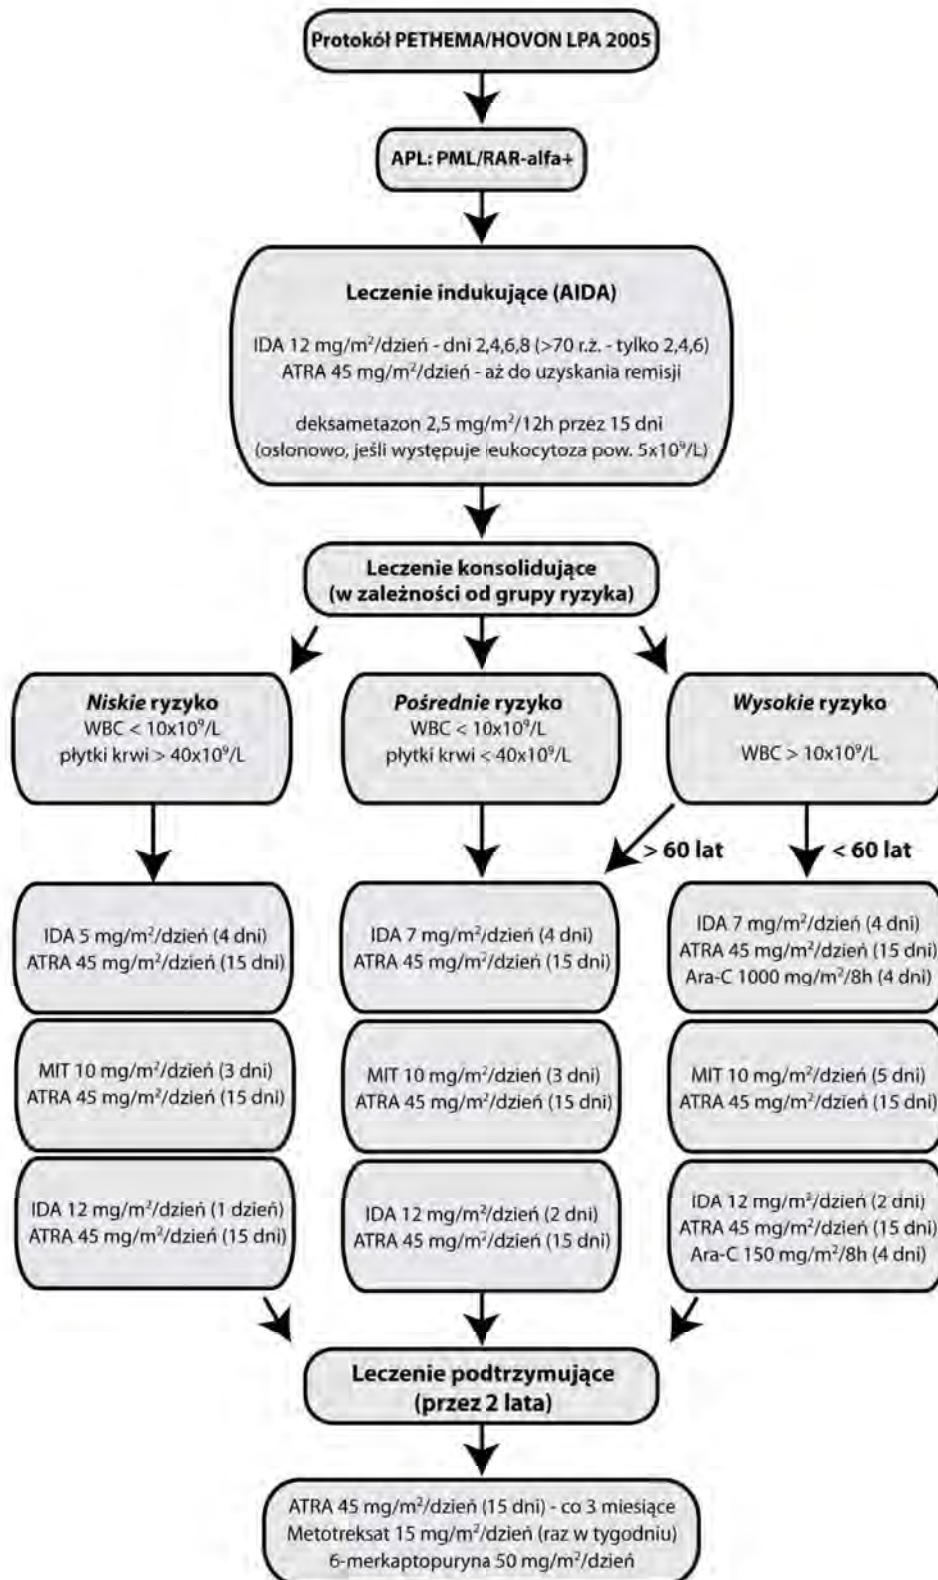 Protokół PETHEMA/HOVON LPA 2005
APL: PML/RAR-alfa+
Leczenie indukujące (AIDA)
IDA 12 mg/m²/dzień - dni 2,4,6,8 (>70 r.ż. - tylko 2,4,6)
ATRA 45 mg/m²/dzień - aż do uzyskania remisji
deksametazon 2,5 mg/m²/12h przez 15 dni
(osłonowo, jeśli występuje leukocytoza pow. 5x10⁹/L)
Leczenie konsolidujące
(w zależności od grupy ryzyka)
Niskie ryzyko
WBC < 10x10⁹/L
płytki krwi > 40x10⁹/L
Pośrednie ryzyko
WBC < 10x10⁹/L
płytki krwi < 40x10⁹/L
Wysokie ryzyko
WBC > 10x10⁹/L
> 60 lat
< 60 lat
IDA 5 mg/m²/dzień (4 dni)
ATRA 45 mg/m²/dzień (15 dni)
IDA 7 mg/m²/dzień (4 dni)
ATRA 45 mg/m²/dzień (15 dni)
IDA 7 mg/m²/dzień (4 dni)
ATRA 45 mg/m²/dzień (15 dni)
Ara-C 1000 mg/m²/8h (4 dni)
MIT 10 mg/m²/dzień (3 dni)
ATRA 45 mg/m²/dzień (15 dni)
MIT 10 mg/m²/dzień (3 dni)
ATRA 45 mg/m²/dzień (15 dni)
MIT 10 mg/m²/dzień (5 dni)
ATRA 45 mg/m²/dzień (15 dni)
IDA 12 mg/m²/dzień (1 dzień)
ATRA 45 mg/m²/dzień (15 dni)
IDA 12 mg/m²/dzień (2 dni)
ATRA 45 mg/m²/dzień (15 dni)
IDA 12 mg/m²/dzień (2 dni)
ATRA 45 mg/m²/dzień (15 dni)
Ara-C 150 mg/m²/8h (4 dni)
Leczenie podtrzymujące
(przez 2 lata)
ATRA 45 mg/m²/dzień (15 dni) - co 3 miesiące
Metotreksat 15 mg/m²/dzień (raz w tygodniu)
6-merkaptopuryna 50 mg/m²/dzień